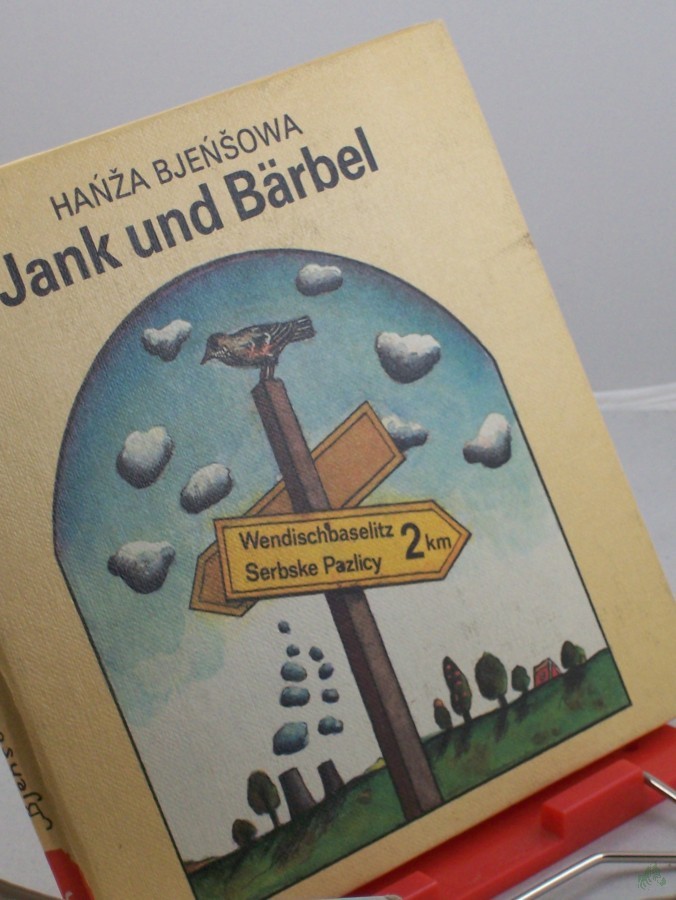 HAŃŽA BJEŃŠOWA
Jank und Bärbel
Wendischbaselitz
Serbske Pazlicy
2 km